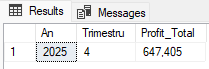 Results Messages
An Trimestru Profit_Total
1 2025 4 647,405